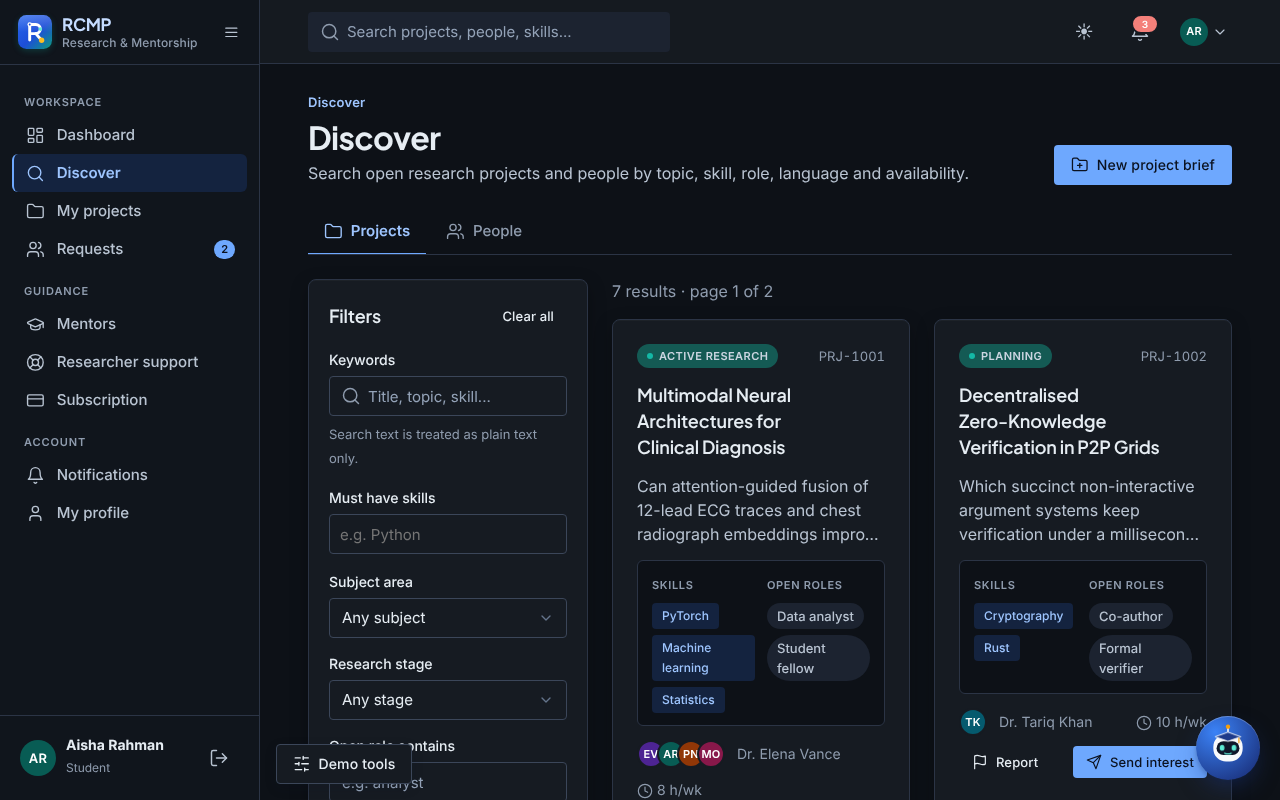 RCMP
Research & Mentorship
Search projects, people, skills...
3
AR
WORKSPACE
Dashboard
Discover
My projects
Requests
2
GUIDANCE
Mentors
Researcher support
Subscription
ACCOUNT
Notifications
My profile
AR
Aisha Rahman
Student
Discover
Discover
Search open research projects and people by topic, skill, role, language and availability.
New project brief
Projects
People
Filters
Clear all
Keywords
Title, topic, skill...
Search text is treated as plain text
only.
Must have skills
e.g. Python
Subject area
Any subject
Research stage
Any stage
Open role contains
e.g. analyst
Demo tools
7 results · page 1 of 2
ACTIVE RESEARCH
PRJ-1001
Multimodal Neural
Architectures for
Clinical Diagnosis
Can attention-guided fusion of
12-lead ECG traces and chest
radiograph embeddings impro...
SKILLS
PyTorch
Machine
learning
Statistics
OPEN ROLES
Data analyst
Student
fellow
EV AR PN MO
Dr. Elena Vance
8 h/wk
PLANNING
PRJ-1002
Decentralised
Zero-Knowledge
Verification in P2P Grids
Which succinct non-interactive
argument systems keep
verification under a millisecon...
SKILLS
Cryptography
Rust
OPEN ROLES
Co-author
Formal
verifier
TK
Dr. Tariq Khan
10 h/wk
Report
Send interest